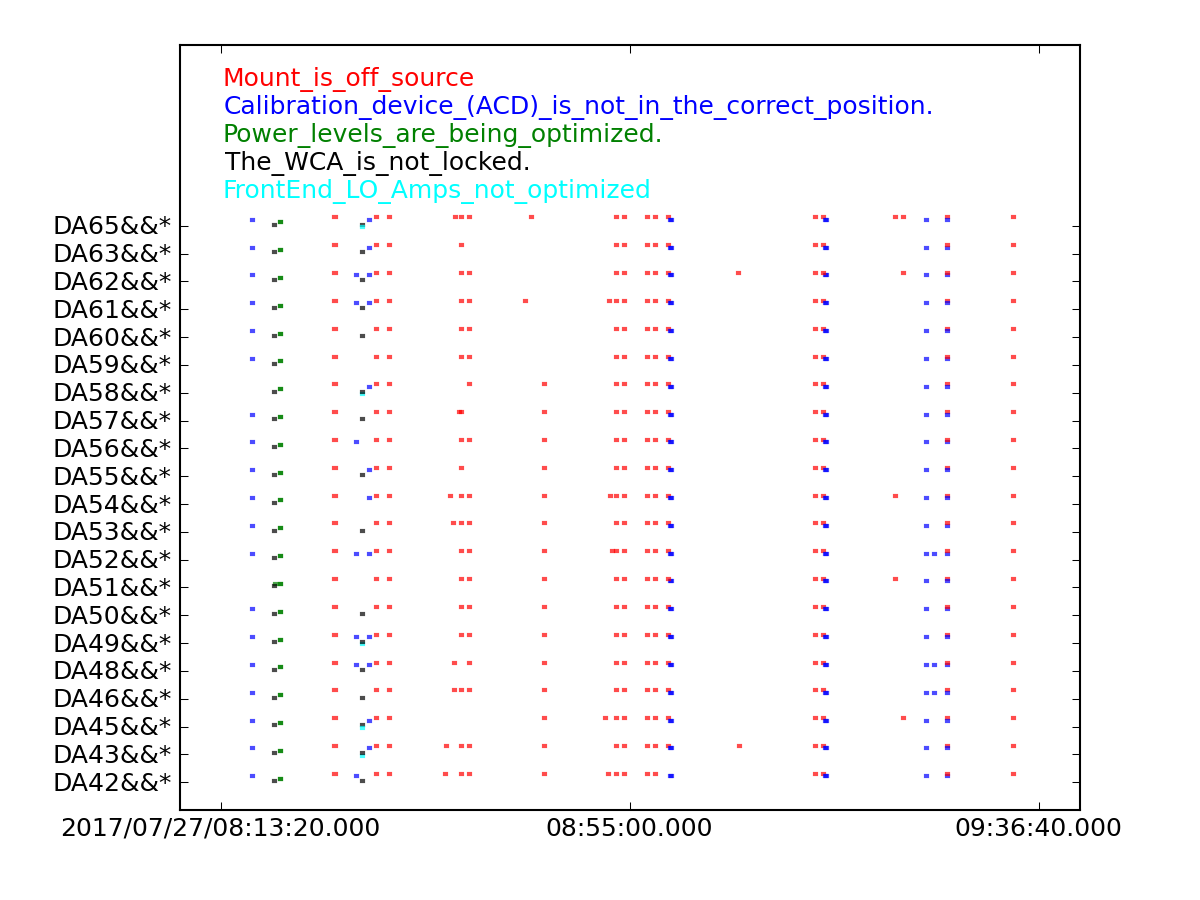 Mount_is_off_source
Calibration_device_(ACD)_is_not_in_the_correct_position.
Power_levels_are_being_optimized.
The_WCA_is_not_locked.
FrontEnd_LO_Amps_not_optimized
DA65&&*
DA63&&*
DA62&&*
DA61&&*
DA60&&*
DA59&&*
DA58&&*
DA57&&*
DA56&&*
DA55&&*
DA54&&*
DA53&&*
DA52&&*
DA51&&*
DA50&&*
DA49&&*
DA48&&*
DA46&&*
DA45&&*
DA43&&*
DA42&&*
2017/07/27/08:13:20.000 08:55:00.000 09:36:40.000